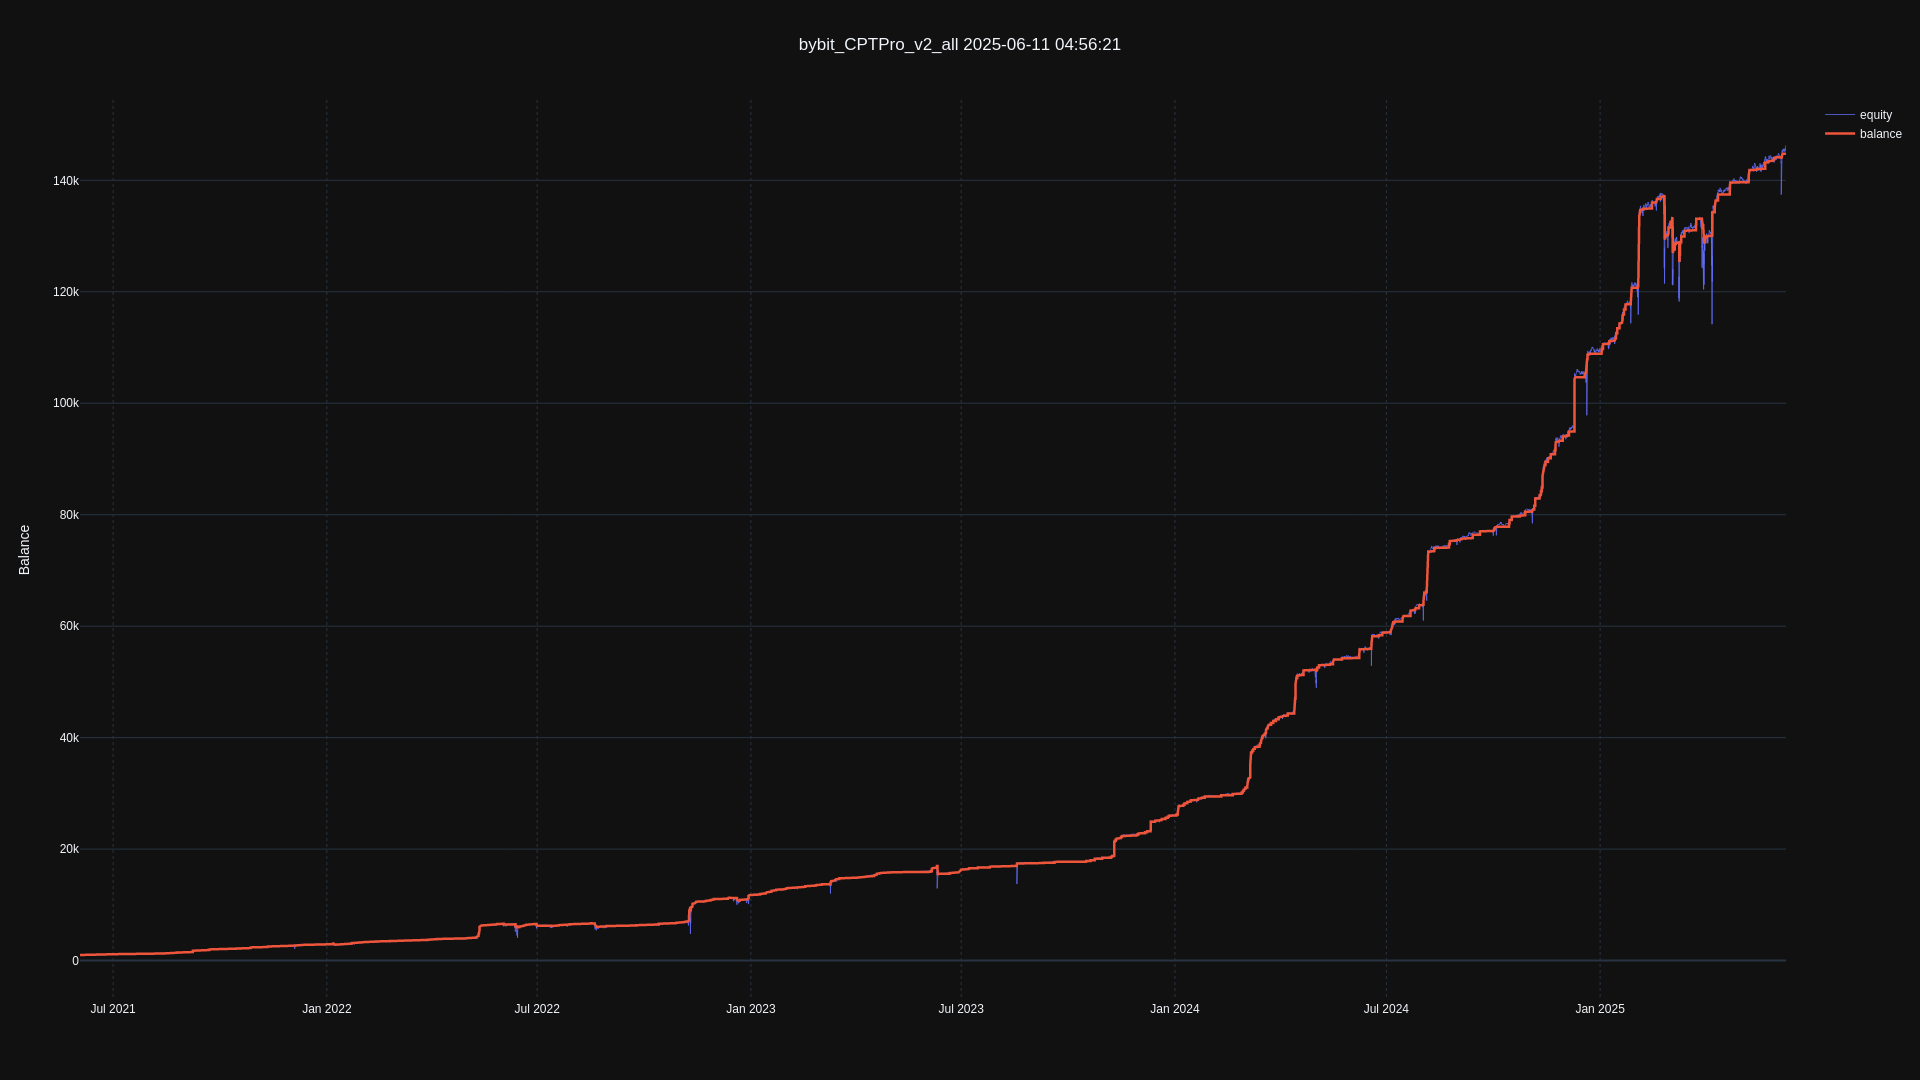 bybit_CPTPro_v2_all 2025-06-11 04:56:21
equity
balance
Balance
140k
120k
100k
80k
60k
40k
20k
0
Jul 2021
Jan 2022
Jul 2022
Jan 2023
Jul 2023
Jan 2024
Jul 2024
Jan 2025